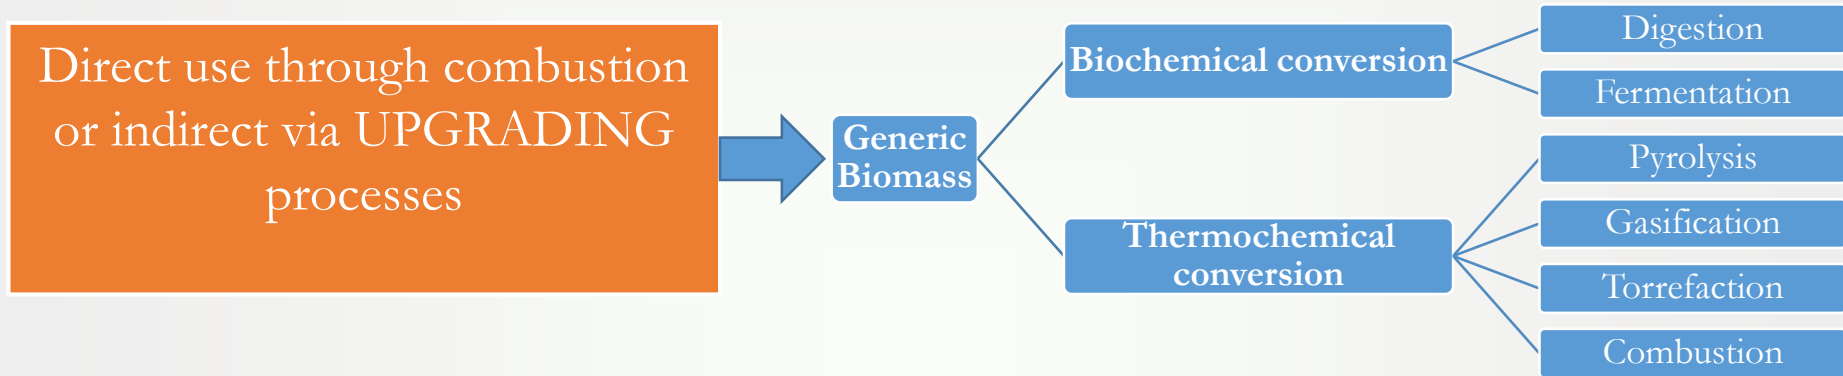 Direct use through combustion
or indirect via UPGRADING
processes
Generic
Biomass
Biochemical conversion
Thermochemical
conversion
Digestion
Fermentation
Pyrolysis
Gasification
Torrefaction
Combustion